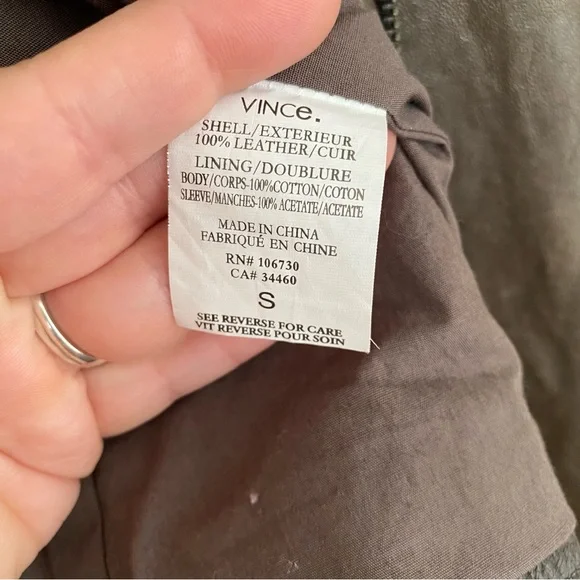 VINCe.
SHELL/EXTERIEUR
100% LEATHER/CUIR
LINING/DOUBLURE
BODY/CORPS-100%COTTON/COTON
SLEEVE/MANCHES-100% ACETATE/ACETATE
MADE IN CHINA
FABRIQUÉ EN CHINE
RN# 106730
CA# 34460
S
SEE REVERSE FOR CARE
VIT REVERSE POUR SOIN